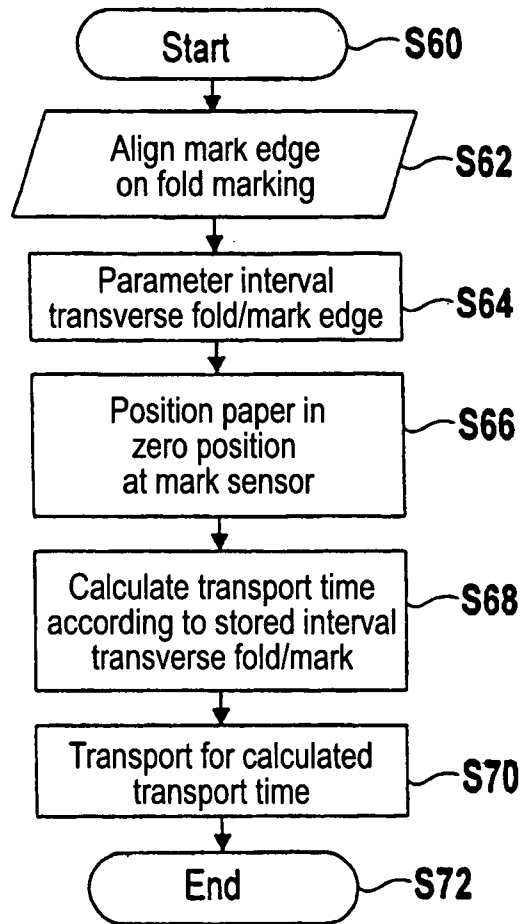 Start
S60
Align mark edge
on fold marking
S62
Parameter interval
transverse fold/mark edge
S64
Position paper in
zero position
at mark sensor
S66
Calculate transport time
according to stored interval
transverse fold/mark
S68
Transport for calculated
transport time
S70
End
S72